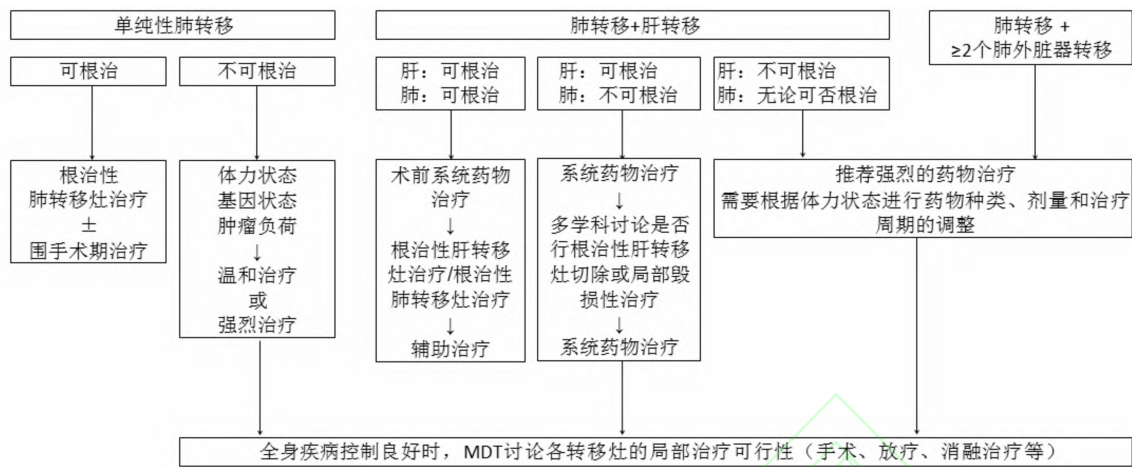 单纯性肺转移
肺转移+肝转移
肺转移 +
≥2个肺外脏器转移
可根治
不可根治
肝：可根治
肺：可根治
肝：可根治
肺：不可根治
肝：不可根治
肺：无论可否根治
根治性
肺转移灶治疗
±
围手术期治疗
体力状态
基因状态
肿瘤负荷
↓
温和治疗
或
强烈治疗
术前系统药物
治疗
↓
根治性肝转移
灶治疗/根治性
肺转移灶治疗
↓
辅助治疗
系统药物治疗
↓
多学科讨论是否
行根治性肝转移
灶切除或局部毁
损性治疗
↓
系统药物治疗
推荐强烈的药物治疗
需要根据体力状态进行药物种类、剂量和治疗
周期的调整
全身疾病控制良好时，MDT讨论各转移灶的局部治疗可行性（手术、放疗、消融治疗等）